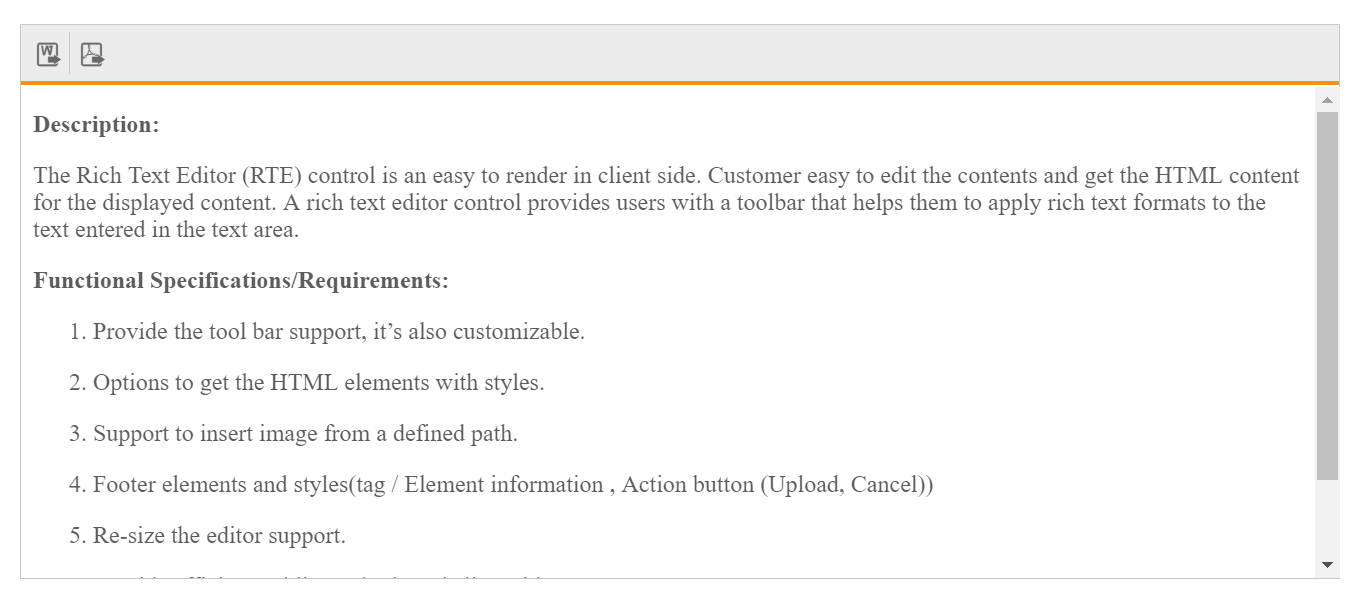 Description:
The Rich Text Editor (RTE) control is an easy to render in client side. Customer easy to edit the contents and get the HTML content
for the displayed content. A rich text editor control provides users with a toolbar that helps them to apply rich text formats to the
text entered in the text area.
Functional Specifications/Requirements:
1. Provide the tool bar support, it’s also customizable.
2. Options to get the HTML elements with styles.
3. Support to insert image from a defined path.
4. Footer elements and styles(tag / Element information , Action button (Upload, Cancel))
5. Re-size the editor support.